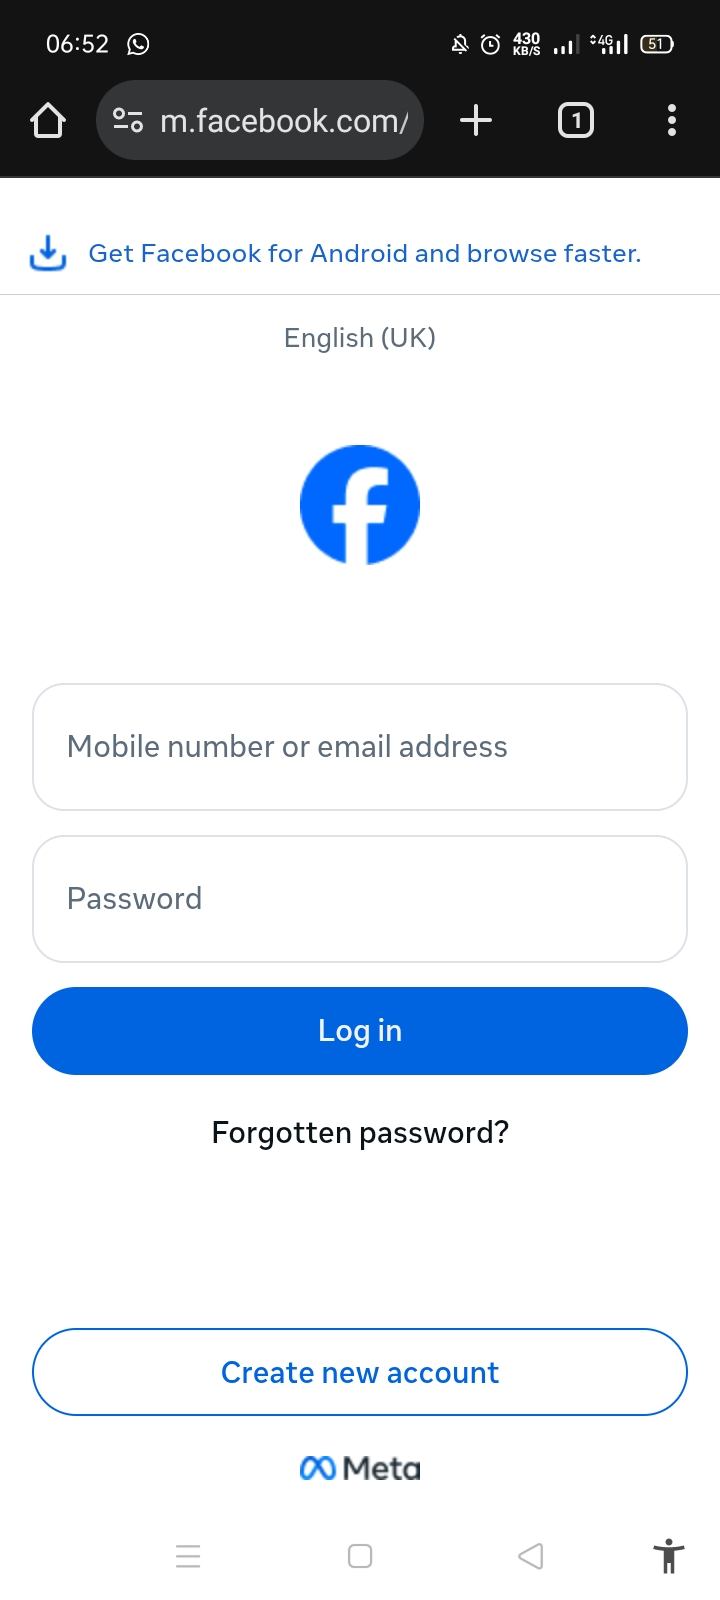 06:52
430
KB/S
4G
51
m.facebook.com/
1
Get Facebook for Android and browse faster.
English (UK)
Mobile number or email address
Password
Log in
Forgotten password?
Create new account
Meta